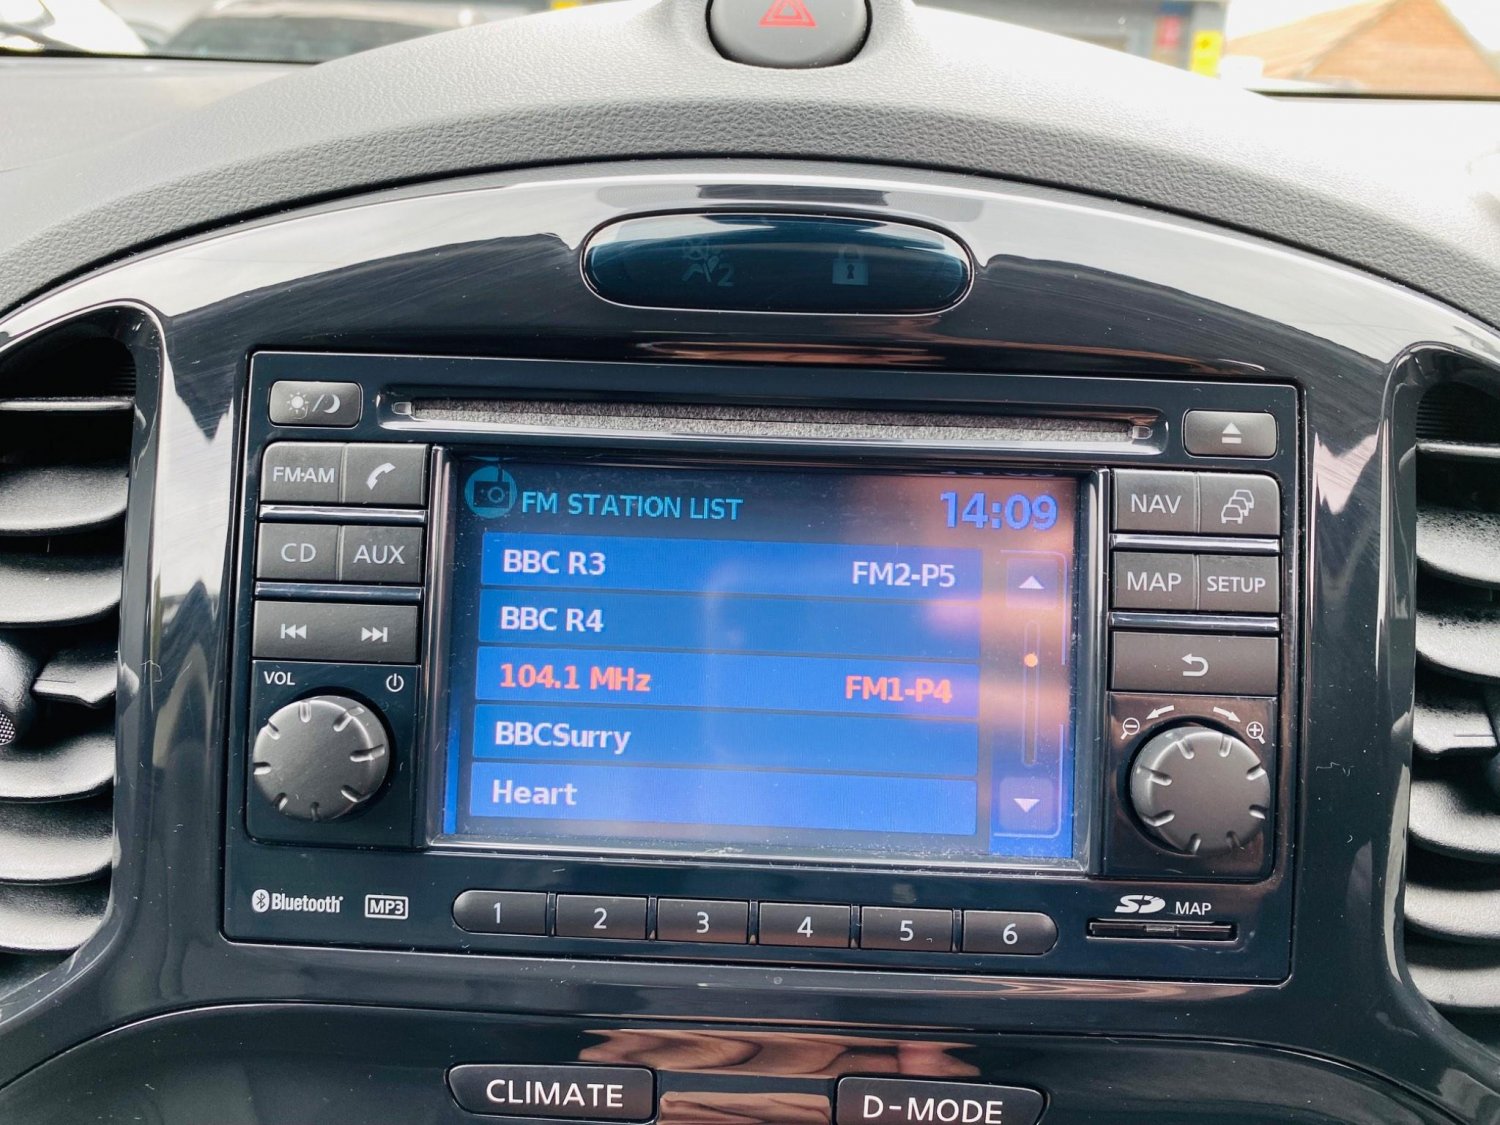 2
FM·AM
CD
AUX
VOL
FM STATION LIST
14:09
BBC R3
FM2-P5
BBC R4
104.1 MHz
FM1-P4
BBCSurry
Heart
NAV
MAP
SETUP
Bluetooth
MP3
1
2
3
4
5
6
SD MAP
CLIMATE
D-MODE